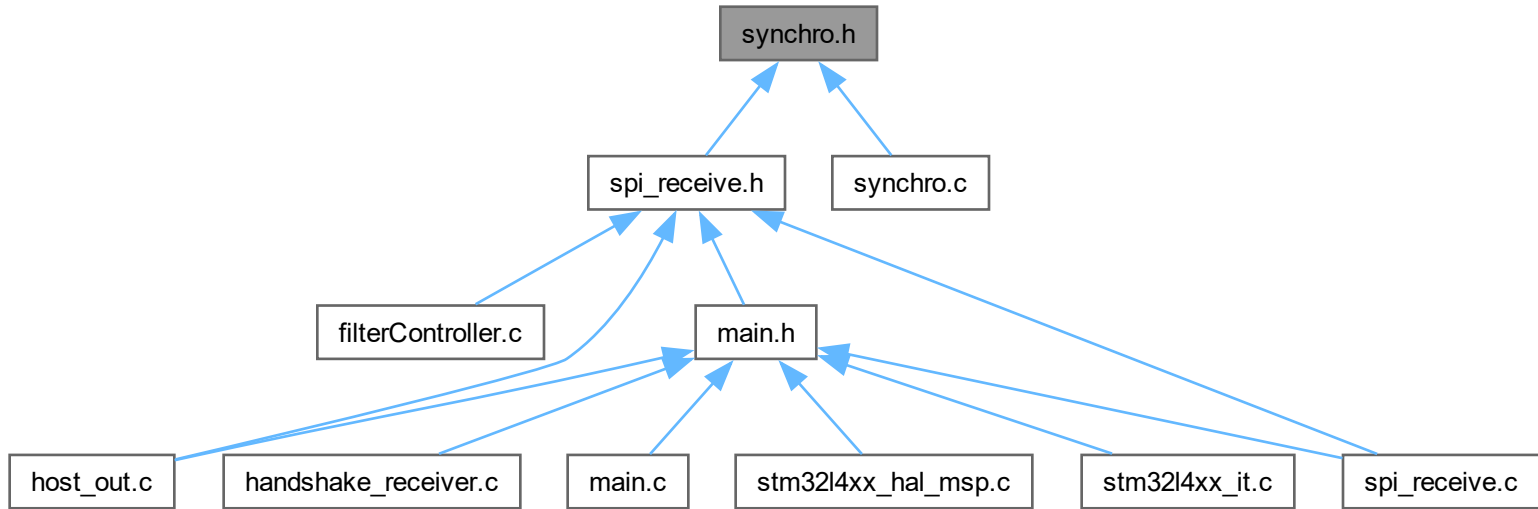 synchro.h
spi_receive.h
synchro.c
filterController.c
main.h
host_out.c
handshake_receiver.c
main.c
stm32l4xx_hal_msp.c
stm32l4xx_it.c
spi_receive.c